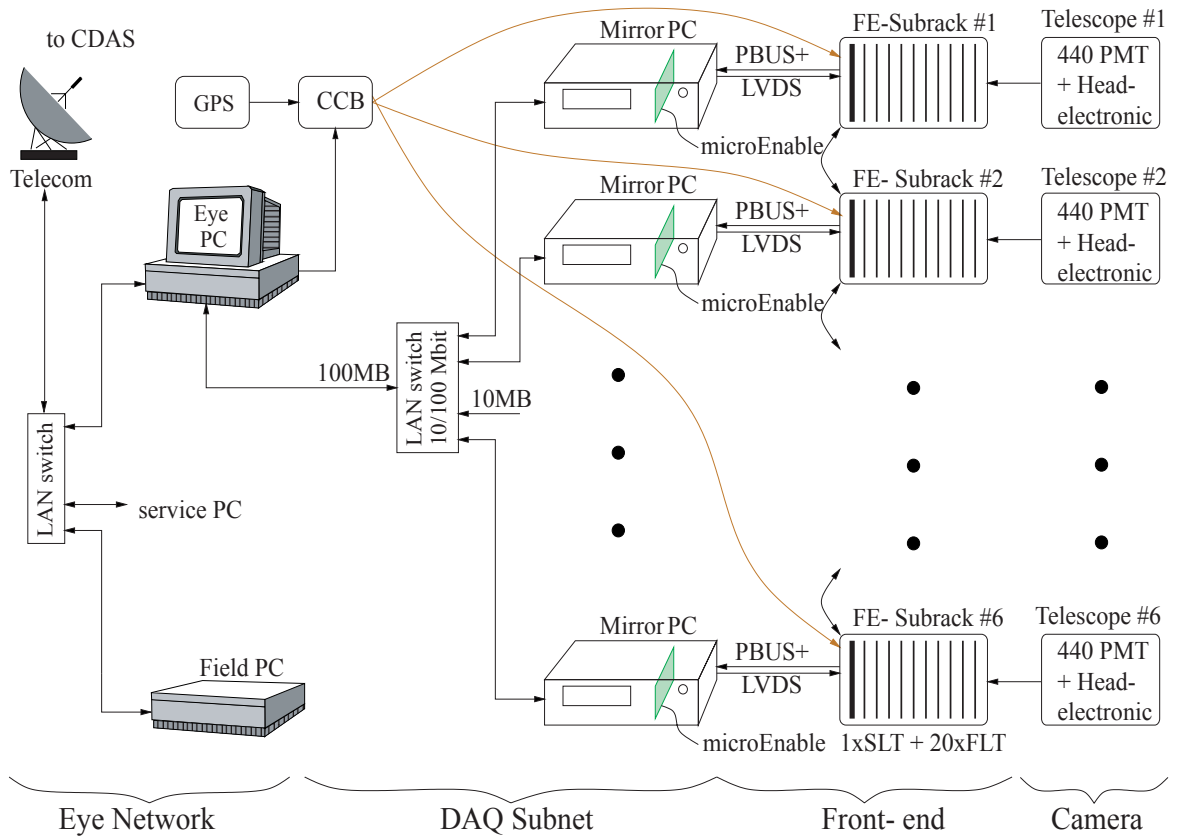 to CDAS
Telecom
GPS
CCB
Eye
PC
LAN switch
service PC
Field PC
100MB
LAN switch
10/100 Mbit
10MB
Mirror PC
microEnable
PBUS+
LVDS
FE-Subrack #1
Telescope #1
440 PMT
+ Head-
electronic
Mirror PC
microEnable
PBUS+
LVDS
FE- Subrack #2
Telescope #2
440 PMT
+ Head-
electronic
Mirror PC
microEnable
PBUS+
LVDS
FE- Subrack #6
1xSLT + 20xFLT
Telescope #6
440 PMT
+ Head-
electronic
Eye Network
DAQ Subnet
Front- end
Camera